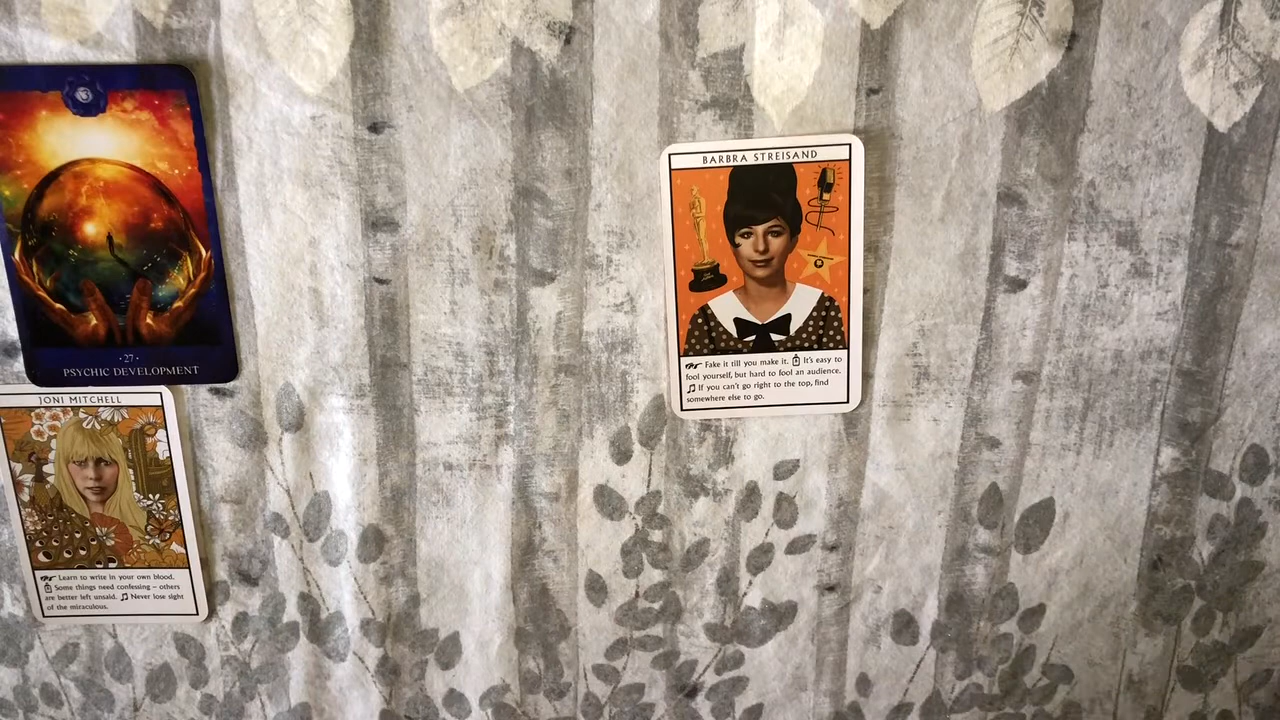 ·27·
PSYCHIC DEVELOPMENT
JONI MITCHELL
Learn to write in your own blood.
Some things need confessing – others
are better left unsaid. Never lose sight
of the miraculous.
BARBRA STREISAND
Fake it till you make it. It's easy to
fool yourself, but hard to fool an audience.
If you can't go right to the top, find
somewhere else to go.